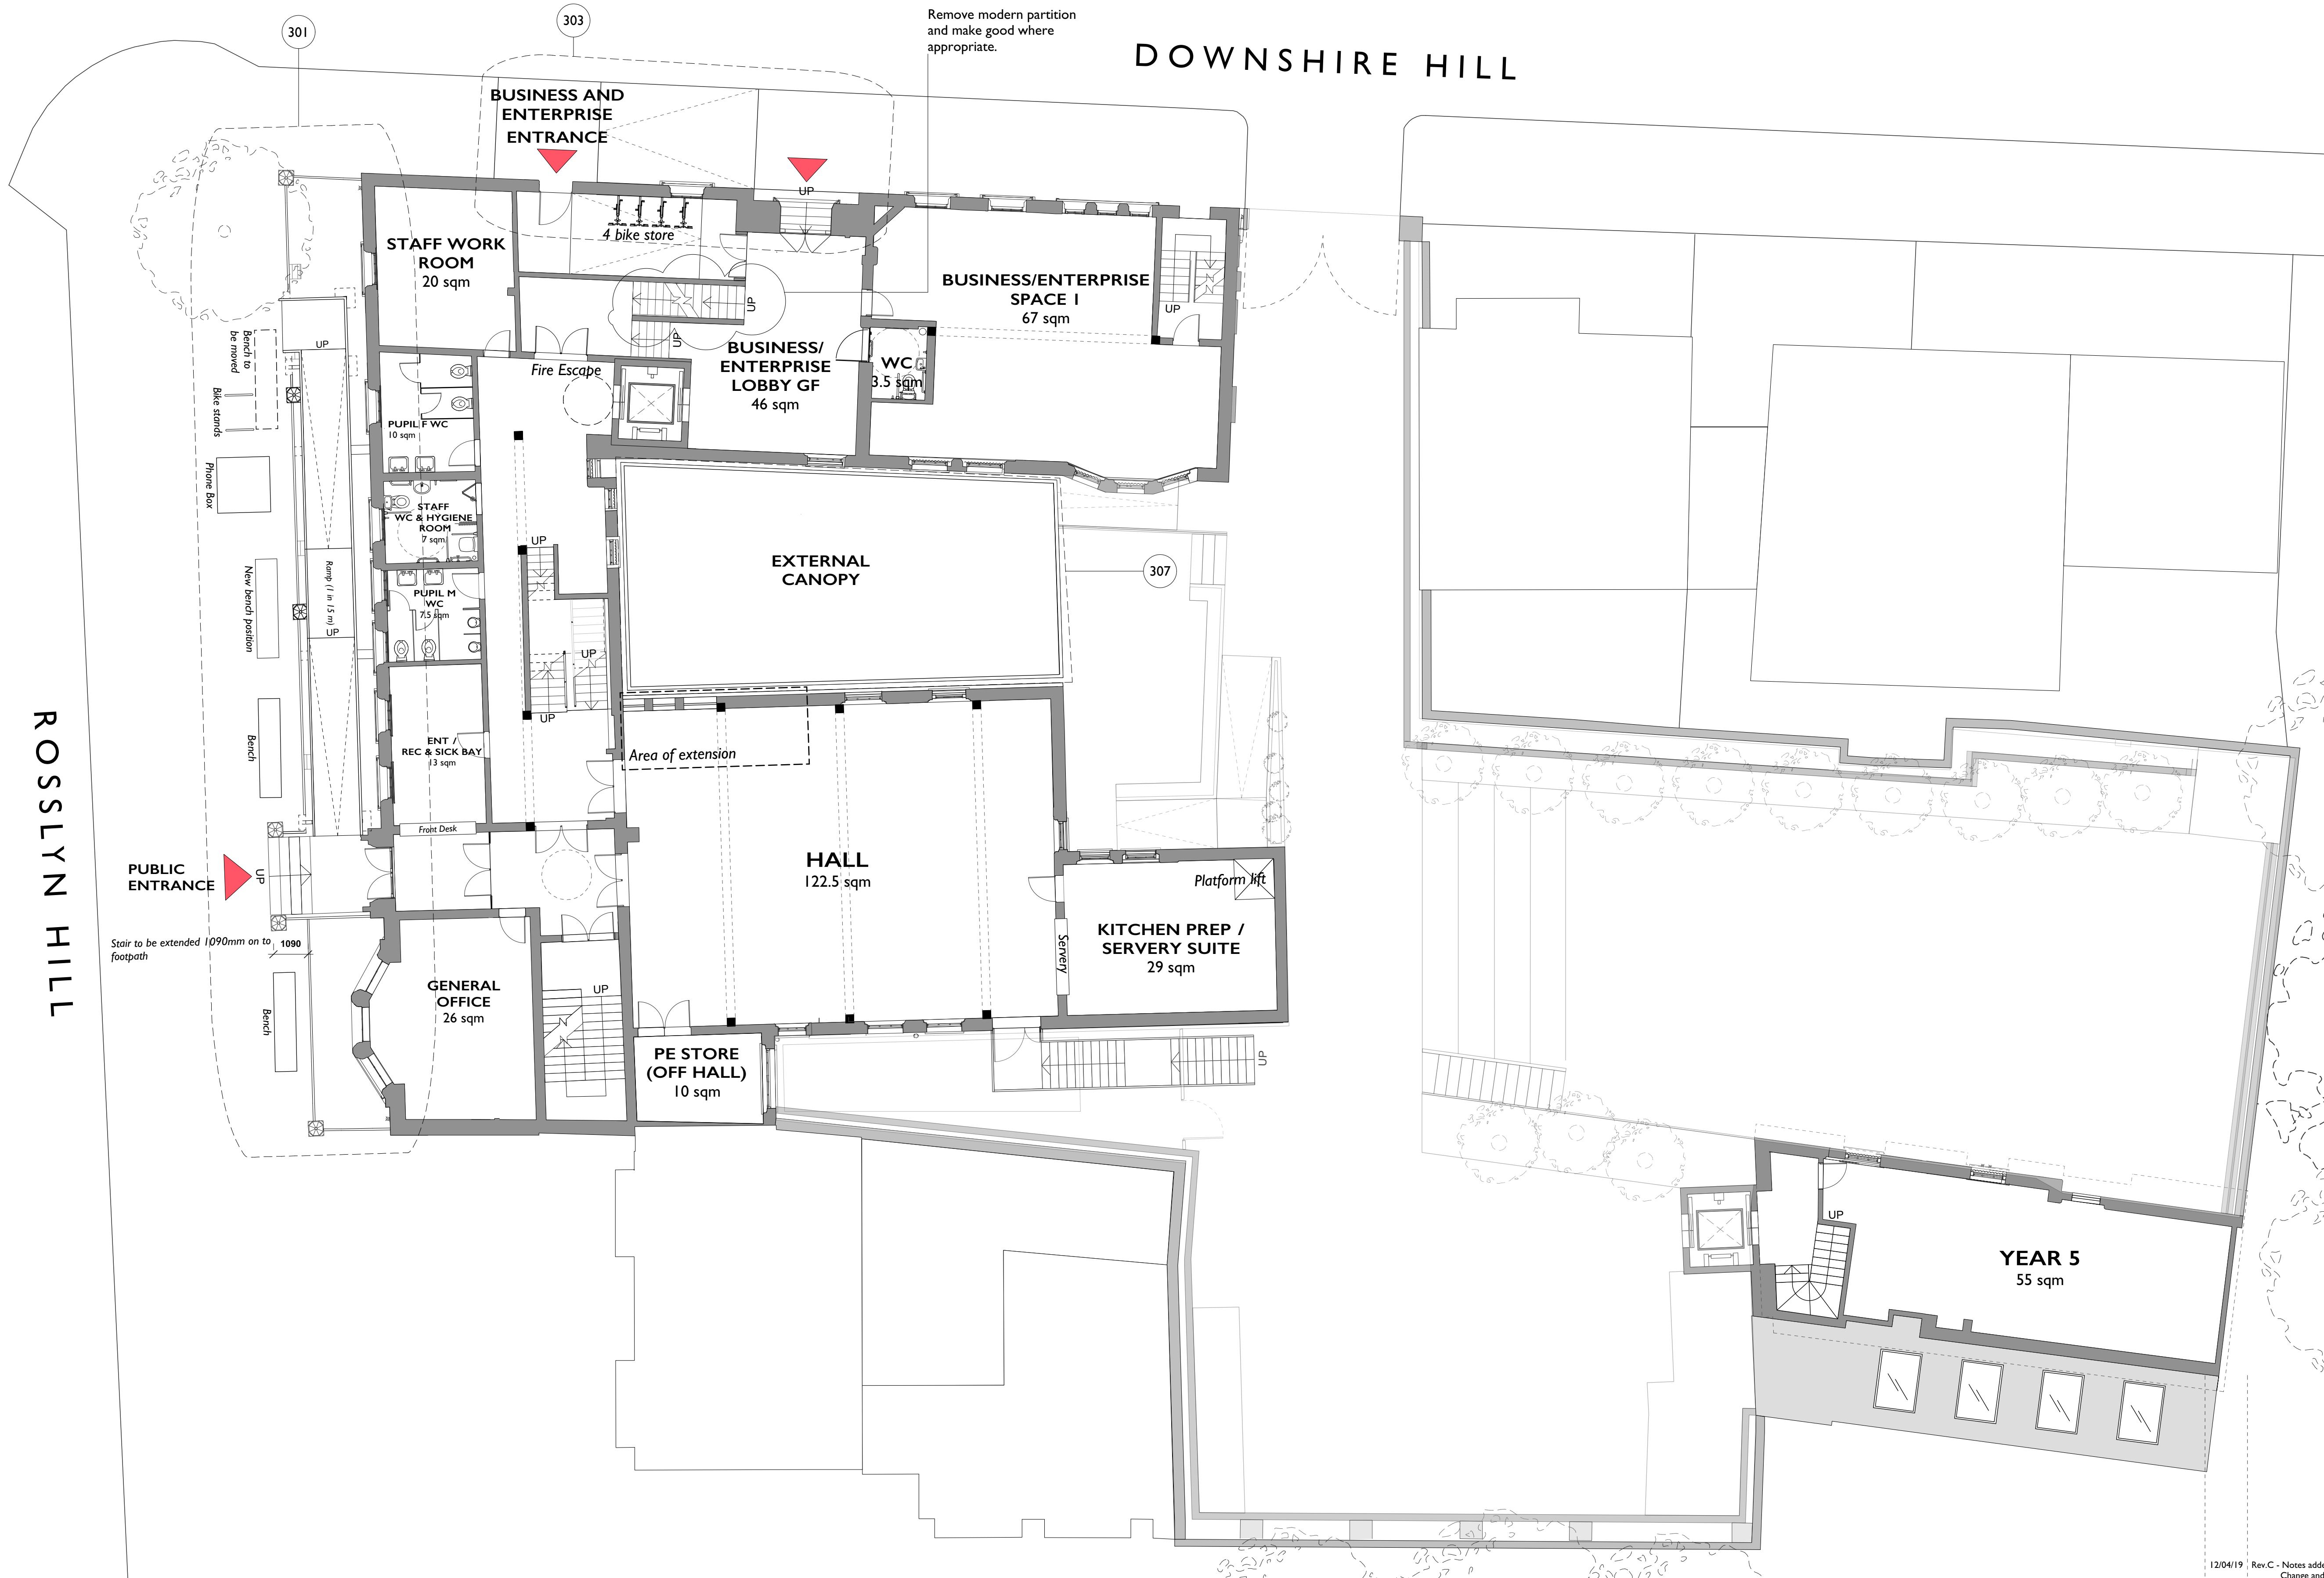 301
303
Remove modern partition
and make good where
appropriate.
DOWNSHIRE HILL
BUSINESS AND
ENTERPRISE
ENTRANCE
UP
4 bike store
STAFF WORK
ROOM
20 sqm
UP
UP
BUSINESS/ENTERPRISE
SPACE 1
67 sqm
UP
BUSINESS/
ENTERPRISE
LOBBY GF
46 sqm
WC
3.5 sqm
Fire Escape
Bench to
be moved
UP
Bike stands
PUPIL F WC
10 sqm
Phone Box
STAFF
WC & HYGIENE
ROOM
7 sqm
UP
EXTERNAL
CANOPY
307
New bench position
Ramp (1 in 15 m)
UP
PUPIL M
WC
7.5 sqm
UP
UP
ROSSLYN HILL
Bench
ENT /
REC & SICK BAY
13 sqm
Area of extension
Front Desk
PUBLIC
ENTRANCE
UP
HALL
122.5 sqm
Platform lift
Servery
KITCHEN PREP /
SERVERY SUITE
29 sqm
Stair to be extended 1090mm on to
footpath
1090
Bench
GENERAL
OFFICE
26 sqm
UP
PE STORE
(OFF HALL)
10 sqm
UP
UP
YEAR 5
55 sqm
12/04/19 Rev.C - Notes adde
Change and